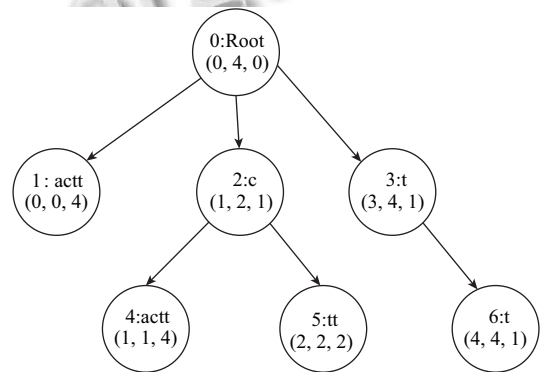 0:Root
(0, 4, 0)
1: actt
(0, 0, 4)
2:c
(1, 2, 1)
3:t
(3, 4, 1)
4:actt
(1, 1, 4)
5:tt
(2, 2, 2)
6:t
(4, 4, 1)